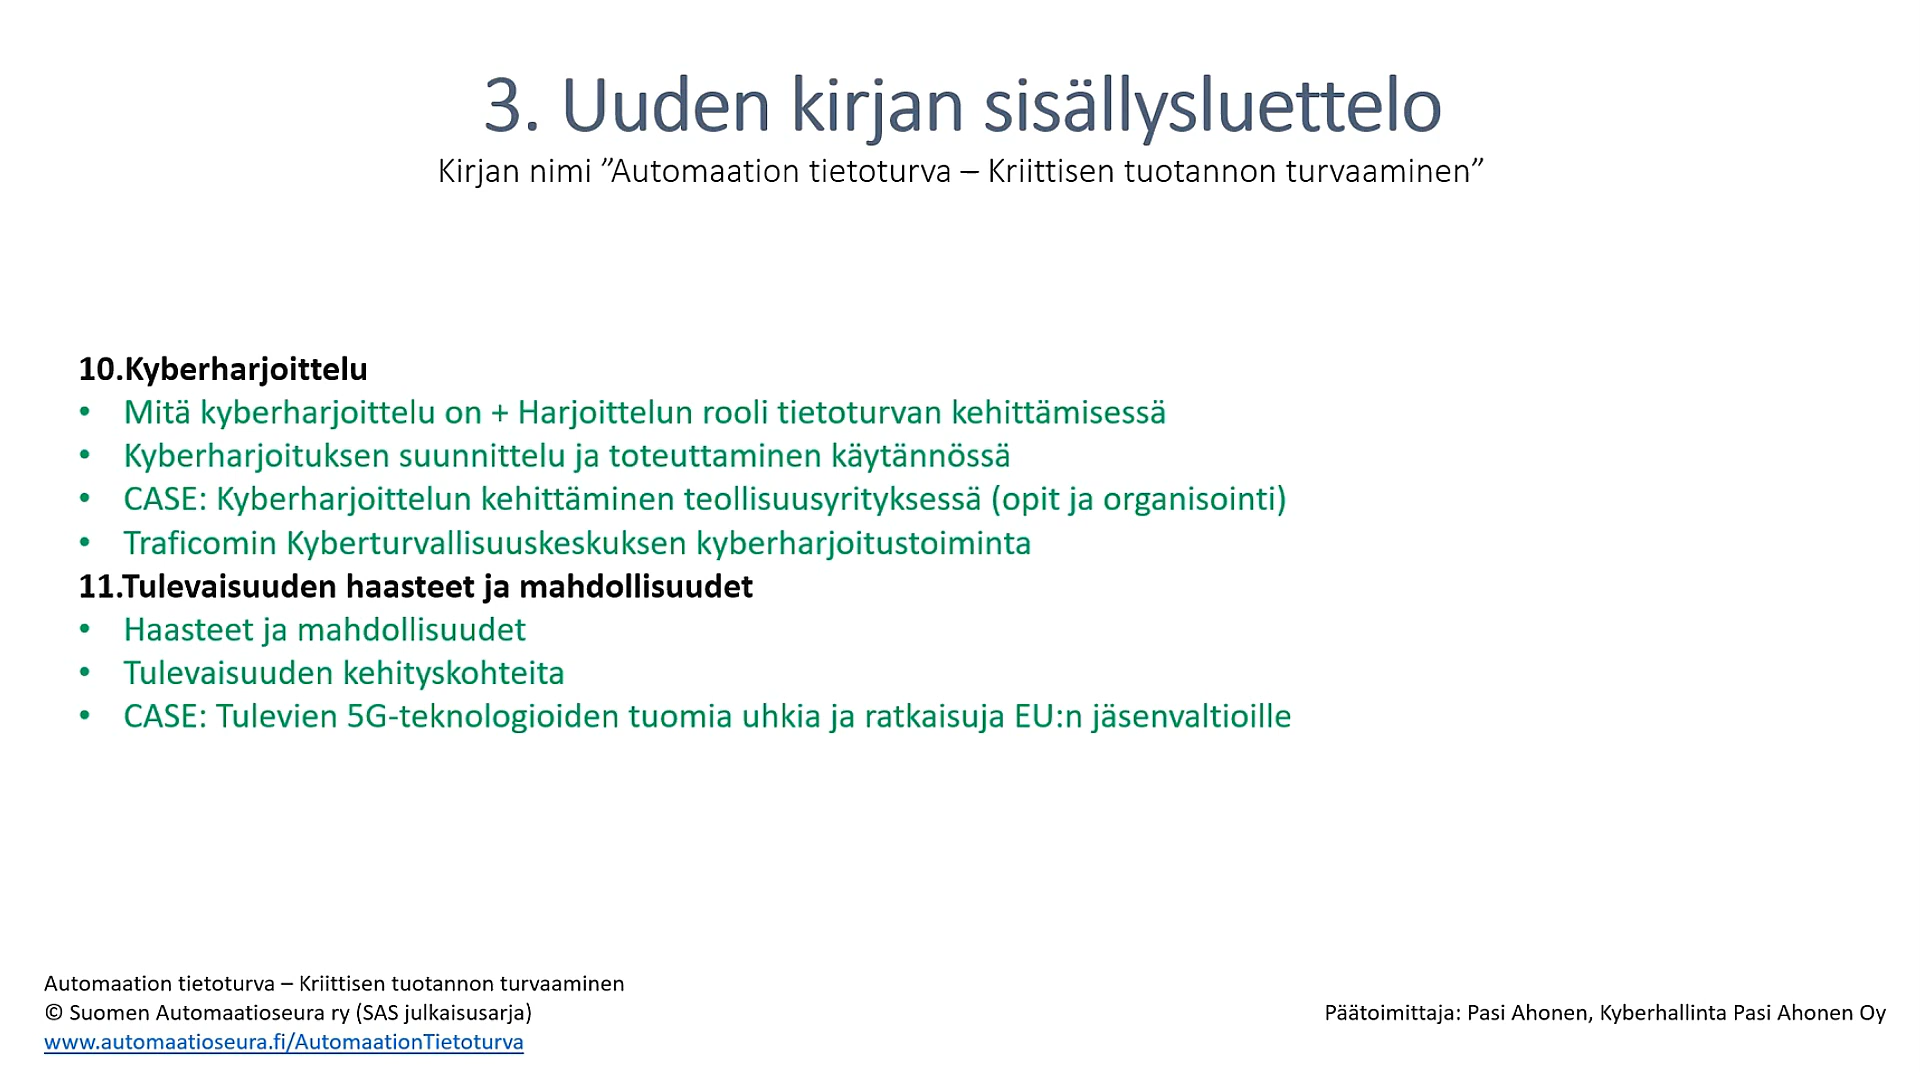 3. Uuden kirjan sisällysluettelo
Kirjan nimi ”Automaation tietoturva – Kriittisen tuotannon turvaaminen”
10.Kyberharjoittelu
• Mitä kyberharjoittelu on + Harjoittelun rooli tietoturvan kehittämisessä
• Kyberharjoituksen suunnittelu ja toteuttaminen käytännössä
• CASE: Kyberharjoittelun kehittäminen teollisuusyrityksessä (opit ja organisointi)
• Traficomin Kyberturvallisuuskeskuksen kyberharjoitustoiminta
11.Tulevaisuuden haasteet ja mahdollisuudet
• Haasteet ja mahdollisuudet
• Tulevaisuuden kehityskohteita
• CASE: Tulevien 5G-teknologioiden tuomia uhkia ja ratkaisuja EU:n jäsenvaltioille
Automaation tietoturva – Kriittisen tuotannon turvaaminen
© Suomen Automaatioseura ry (SAS julkaisusarja)
www.automaatioseura.fi/AutomaationTietoturva
Päätoimittaja: Pasi Ahonen, Kyberhallinta Pasi Ahonen Oy